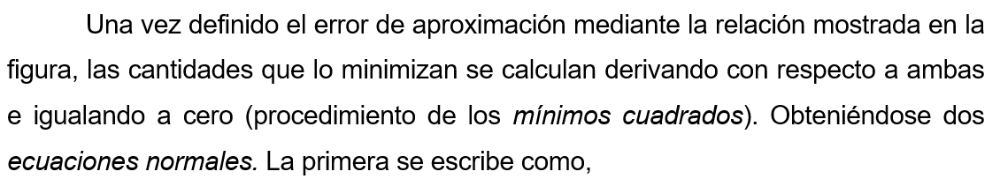 Una vez definido el error de aproximación mediante la relación mostrada en la
figura, las cantidades que lo minimizan se calculan derivando con respecto a ambas
e igualando a cero (procedimiento de los mínimos cuadrados). Obteniéndose dos
ecuaciones normales. La primera se escribe como,